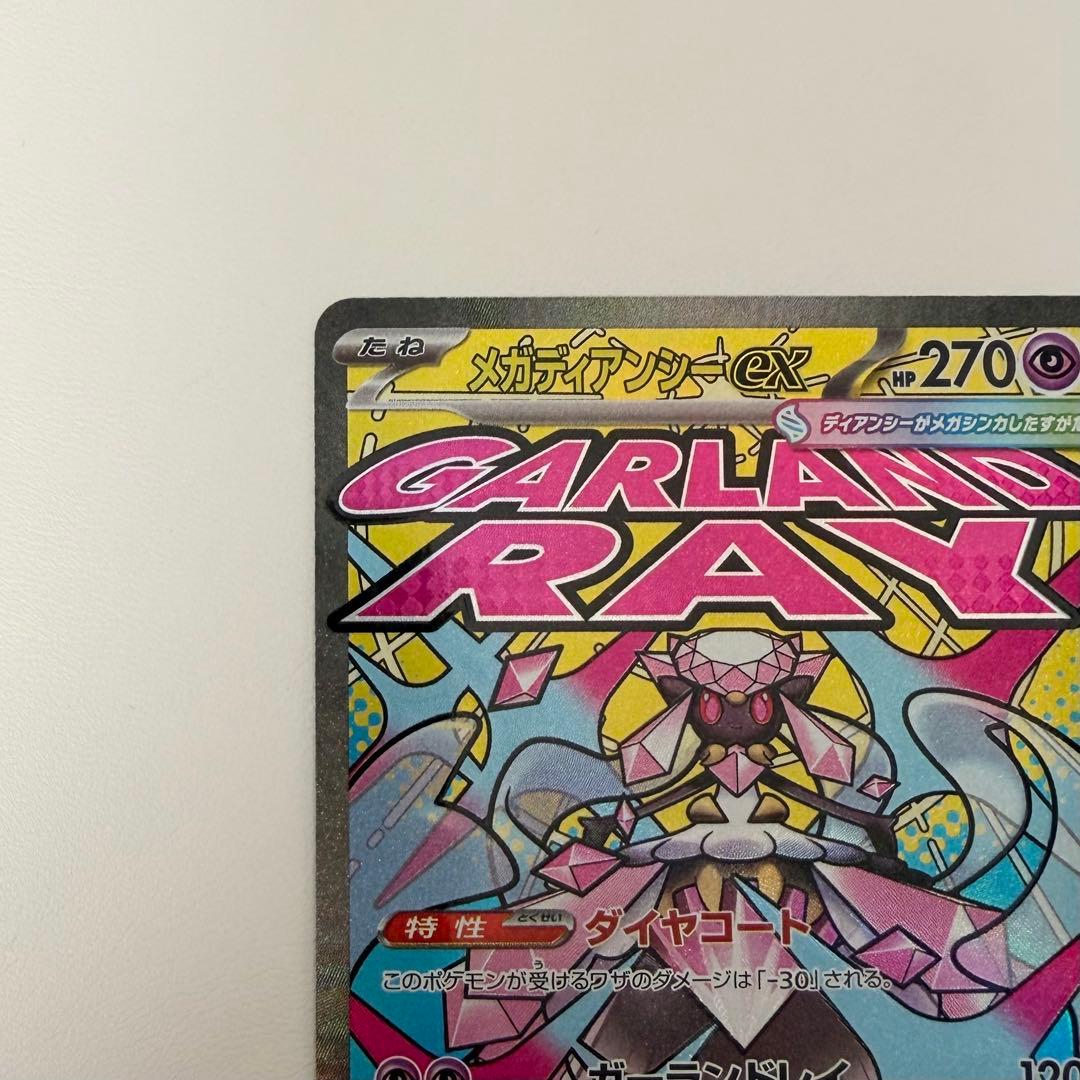 たね メガディアンシーex HP 270
ディアンシーがメガシンカしたすがた
GARLAND
RAY
特性 とくせい ダイヤコート
う
このポケモンが受けるワザのダメージは「-30」される。
ガーランドレイ 120